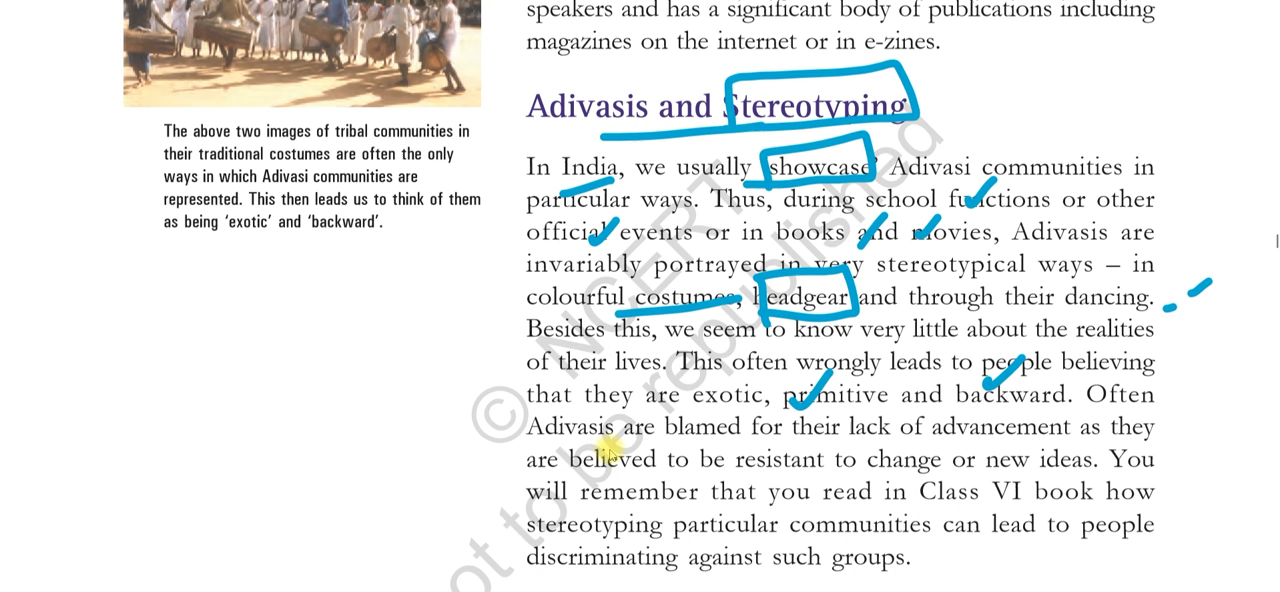 speakers and has a significant body of publications including
magazines on the internet or in e-zines.
Adivasis and Stereotyping
The above two images of tribal communities in
their traditional costumes are often the only
ways in which Adivasi communities are
represented. This then leads us to think of them
as being ‘exotic’ and ‘backward’.
In India, we usually ‘showcase’ Adivasi communities in
particular ways. Thus, during school functions or other
official events or in books and movies, Adivasis are
invariably portrayed in very stereotypical ways – in
colourful costumes, headgear and through their dancing.
Besides this, we seem to know very little about the realities
of their lives. This often wrongly leads to people believing
that they are exotic, primitive and backward. Often
Adivasis are blamed for their lack of advancement as they
are believed to be resistant to change or new ideas. You
will remember that you read in Class VI book how
stereotyping particular communities can lead to people
discriminating against such groups.
© NCERT
not to be republished